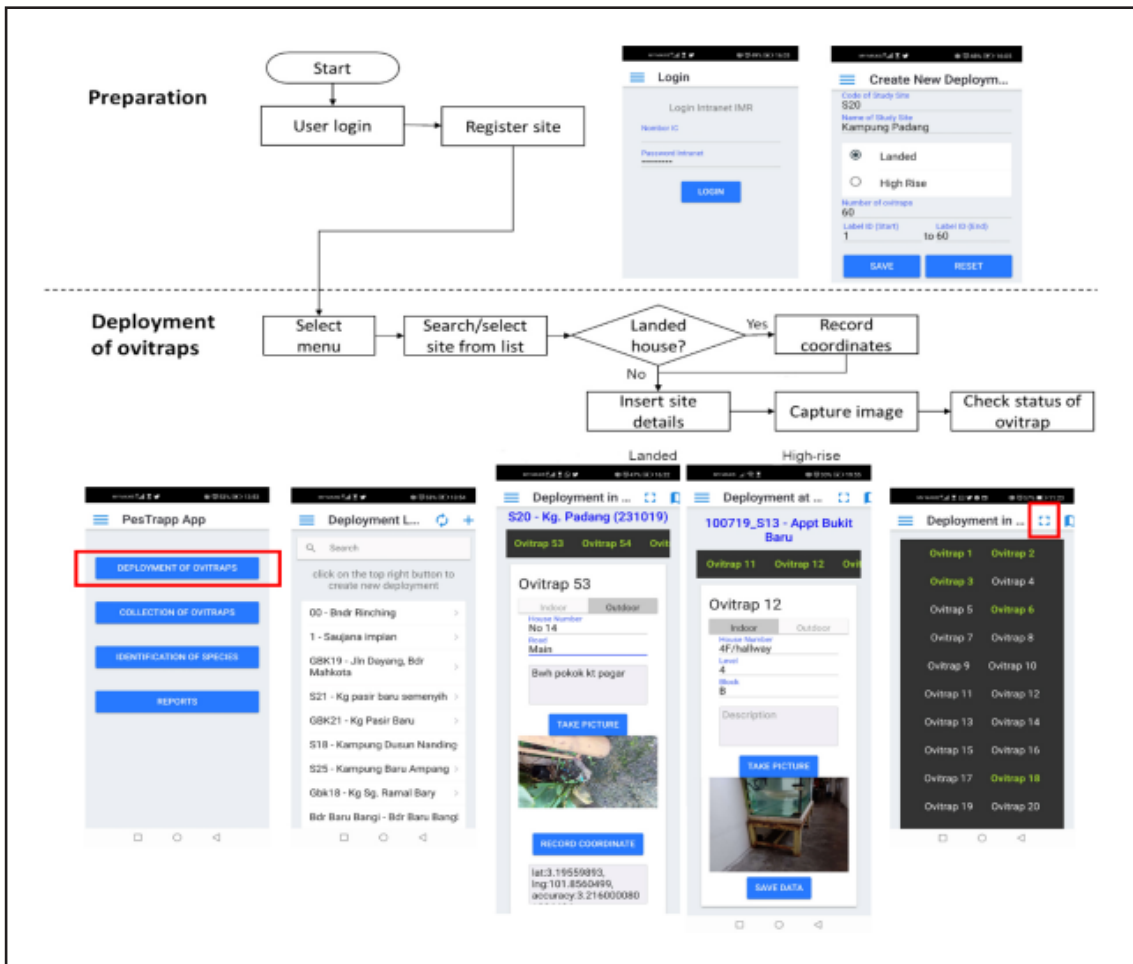 Preparation
Start
User login
Register site
Login
Login Intranet IMR
Number IC
Password Intranet
LOGIN
Create New Deploym...
Code of Study Site
S20
Name of Study Site
Kampung Padang
Landed
High Rise
Number of ovitraps
60
Label ID (Start) Label ID (End)
1 to 60
SAVE RESET
Deployment
of ovitraps
Select
menu
Search/select
site from list
Landed
house?
Yes
No
Record
coordinates
Insert site
details
Capture image
Check status of
ovitrap
PesTrapp App
DEPLOYMENT OF OVITRAPS
COLLECTION OF OVITRAPS
IDENTIFICATION OF SPECIES
REPORTS
Deployment L...
Search
click on the top right button to
create new deployment
00 - Bndr Rinching
1 - Saujana implan
GBK19 - Jln Dayang, Bdr
Mahkota
S21 - Kg pasir baru semenyih
GBK21 - Kg Pasir Baru
S18 - Kampung Dusun Nanding
S25 - Kampung Baru Ampang
Gbk18 - Kg Sg. Ramal Bary
Bdr Baru Bangi - Bdr Baru Bangi
Landed
Deployment in ...
S20 - Kg. Padang (231019)
Ovitrap 53 Ovitrap 54 Ovit
Ovitrap 53
Indoor Outdoor
House Number
No 14
Road
Main
Bwh pokok kt pagar
TAKE PICTURE
RECORD COORDINATE
lat:3.19559893,
lng:101.8560499,
accuracy:3.216000080
High-rise
Deployment at ...
100719_S13 - Appt Bukit
Baru
Ovitrap 11 Ovitrap 12 Ovi
Ovitrap 12
Indoor Outdoor
House Number
4F/hallway
Level
4
Block
B
Description
TAKE PICTURE
SAVE DATA
Deployment in ...
Ovitrap 1 Ovitrap 2
Ovitrap 3 Ovitrap 4
Ovitrap 5 Ovitrap 6
Ovitrap 7 Ovitrap 8
Ovitrap 9 Ovitrap 10
Ovitrap 11 Ovitrap 12
Ovitrap 13 Ovitrap 14
Ovitrap 15 Ovitrap 16
Ovitrap 17 Ovitrap 18
Ovitrap 19 Ovitrap 20